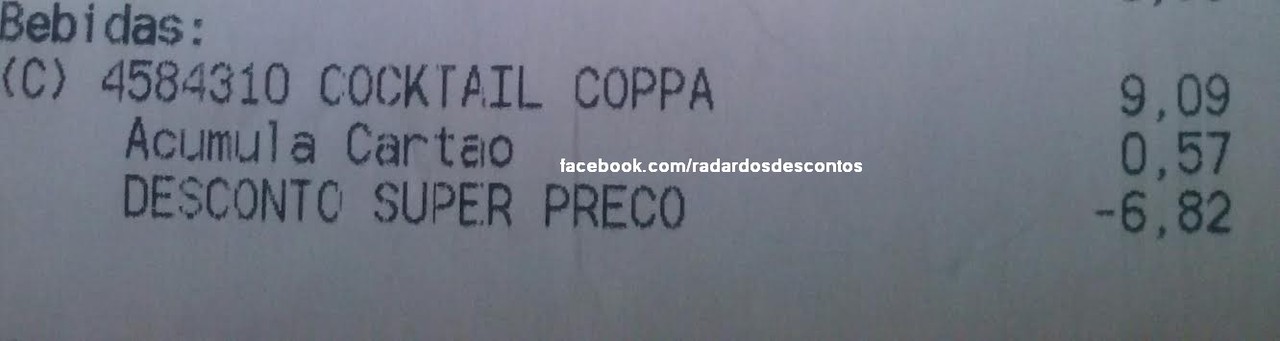 Bebidas:
(C) 4584310 COCKTAIL COPPA 9,09
Acumula Cartao 0,57
facebook.com/radardosdescontos
DESCONTO SUPER PRECO -6,82